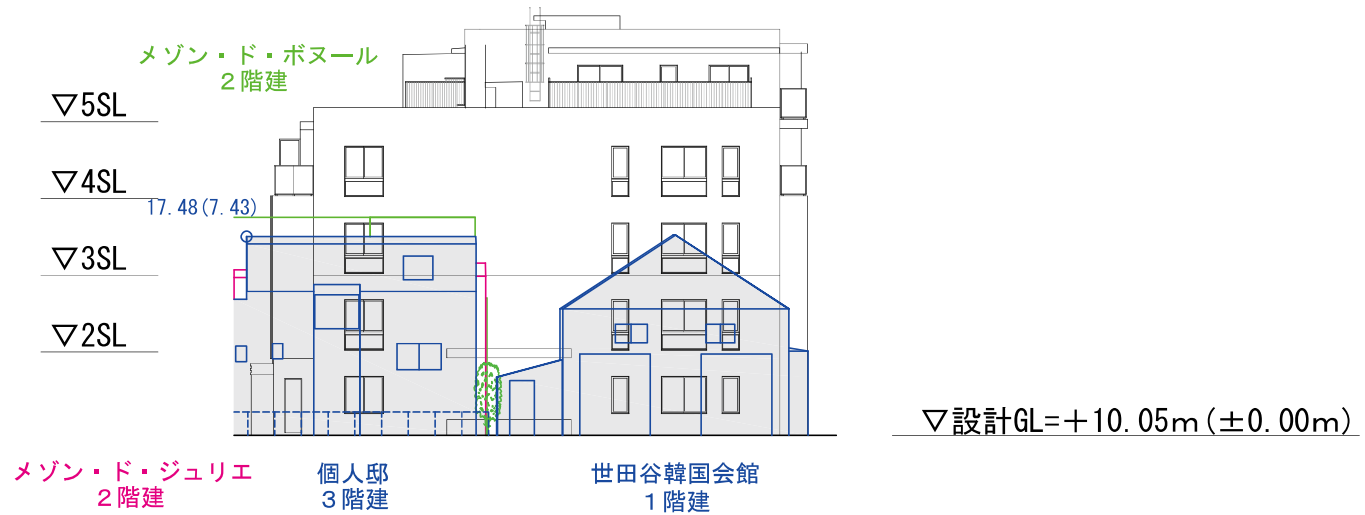 メゾン・ド・ボヌール
２階建
▽5SL
▽4SL
17.48(7.43)
▽3SL
▽2SL
▽設計GL=＋10.05ｍ(±0.00ｍ)
メゾン・ド・ジュリエ
２階建
個人邸
３階建
世田谷韓国会館
１階建